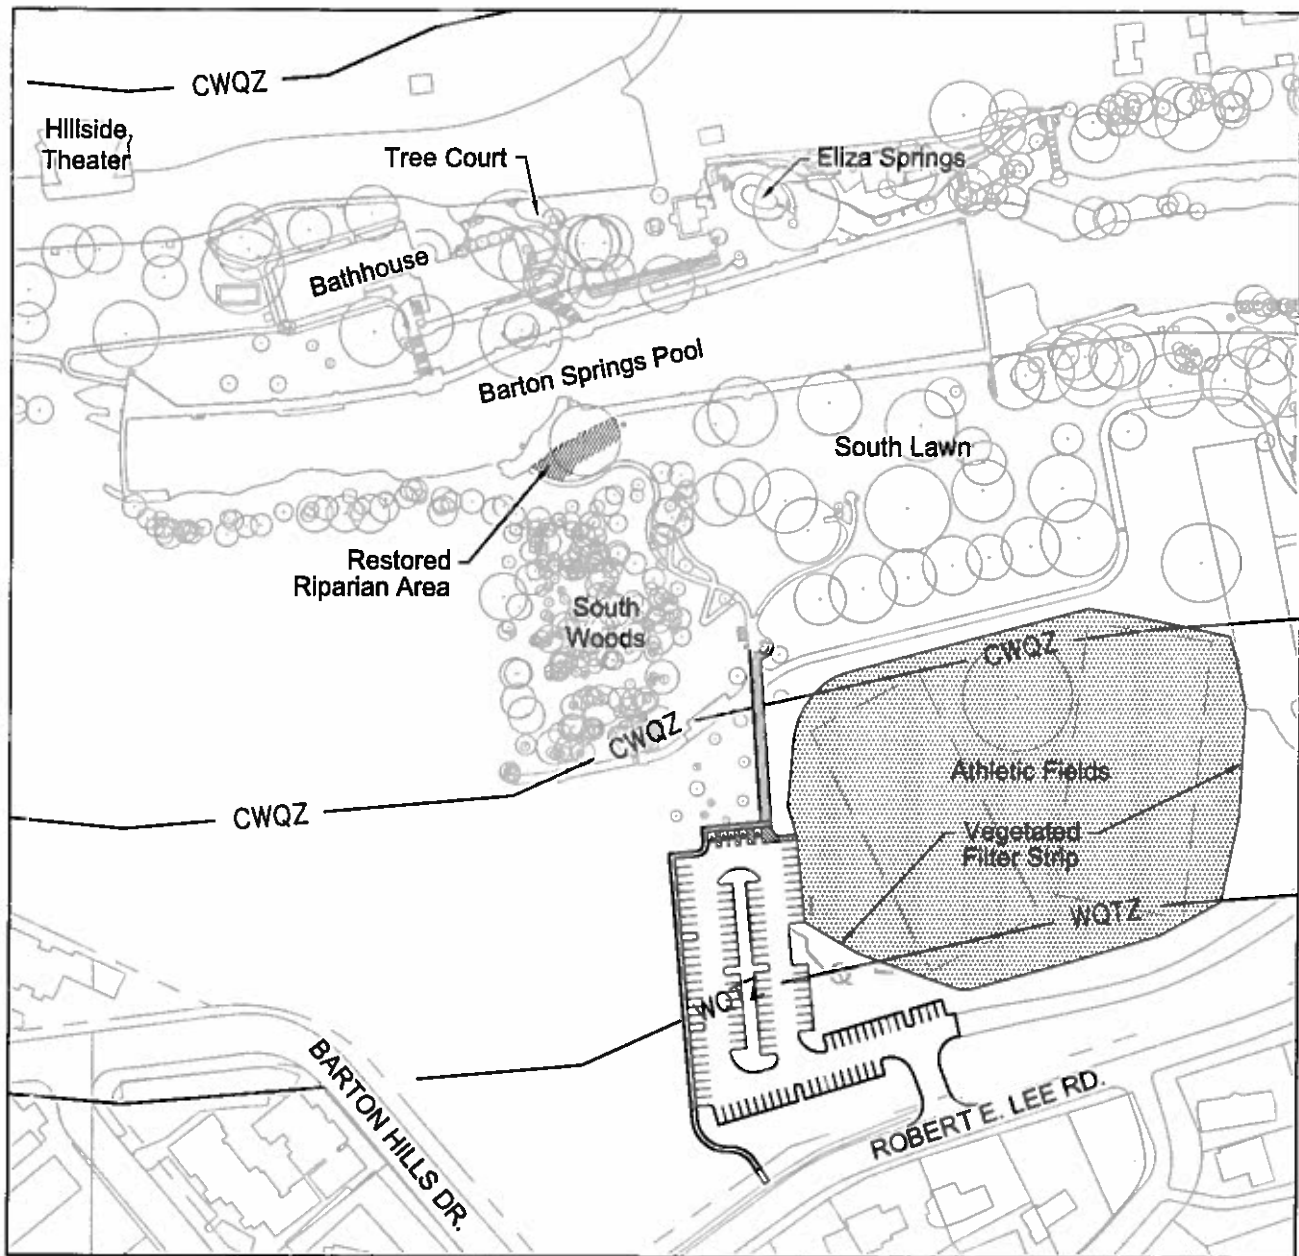 CWQZ
Hillside
Theater
Tree Court
Eliza Springs
Bathhouse
Barton Springs Pool
South Lawn
Restored
Riparian Area
South
Woods
CWQZ
CWQZ
CWQZ
Athletic Fields
Vegetated
Filter Strip
WQTZ
WQ
BARTON HILLS DR.
ROBERT E. LEE RD.